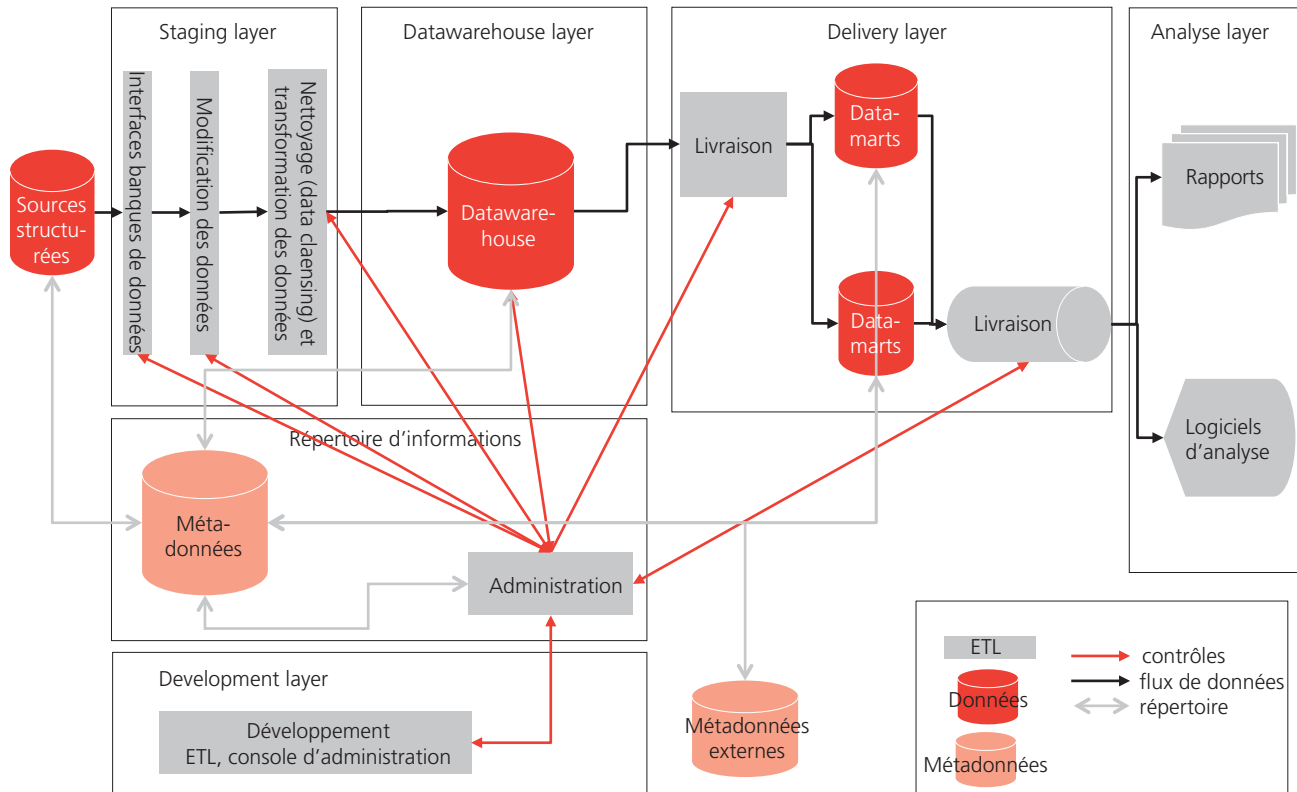 Staging layer
Datawarehouse layer
Delivery layer
Analyse layer
Sources
structu-
rées
Interfaces banques de données
Modification des données
Nettoyage (data claensing) et
transformation des données
Dataware-
house
Livraison
Data-
marts
Data-
marts
Livraison
Rapports
Logiciels
d’analyse
Répertoire d’informations
Méta-
données
Administration
Development layer
Développement
ETL, console d’administration
Métadonnées
externes
ETL
Données
Métadonnées
contrôles
flux de données
répertoire